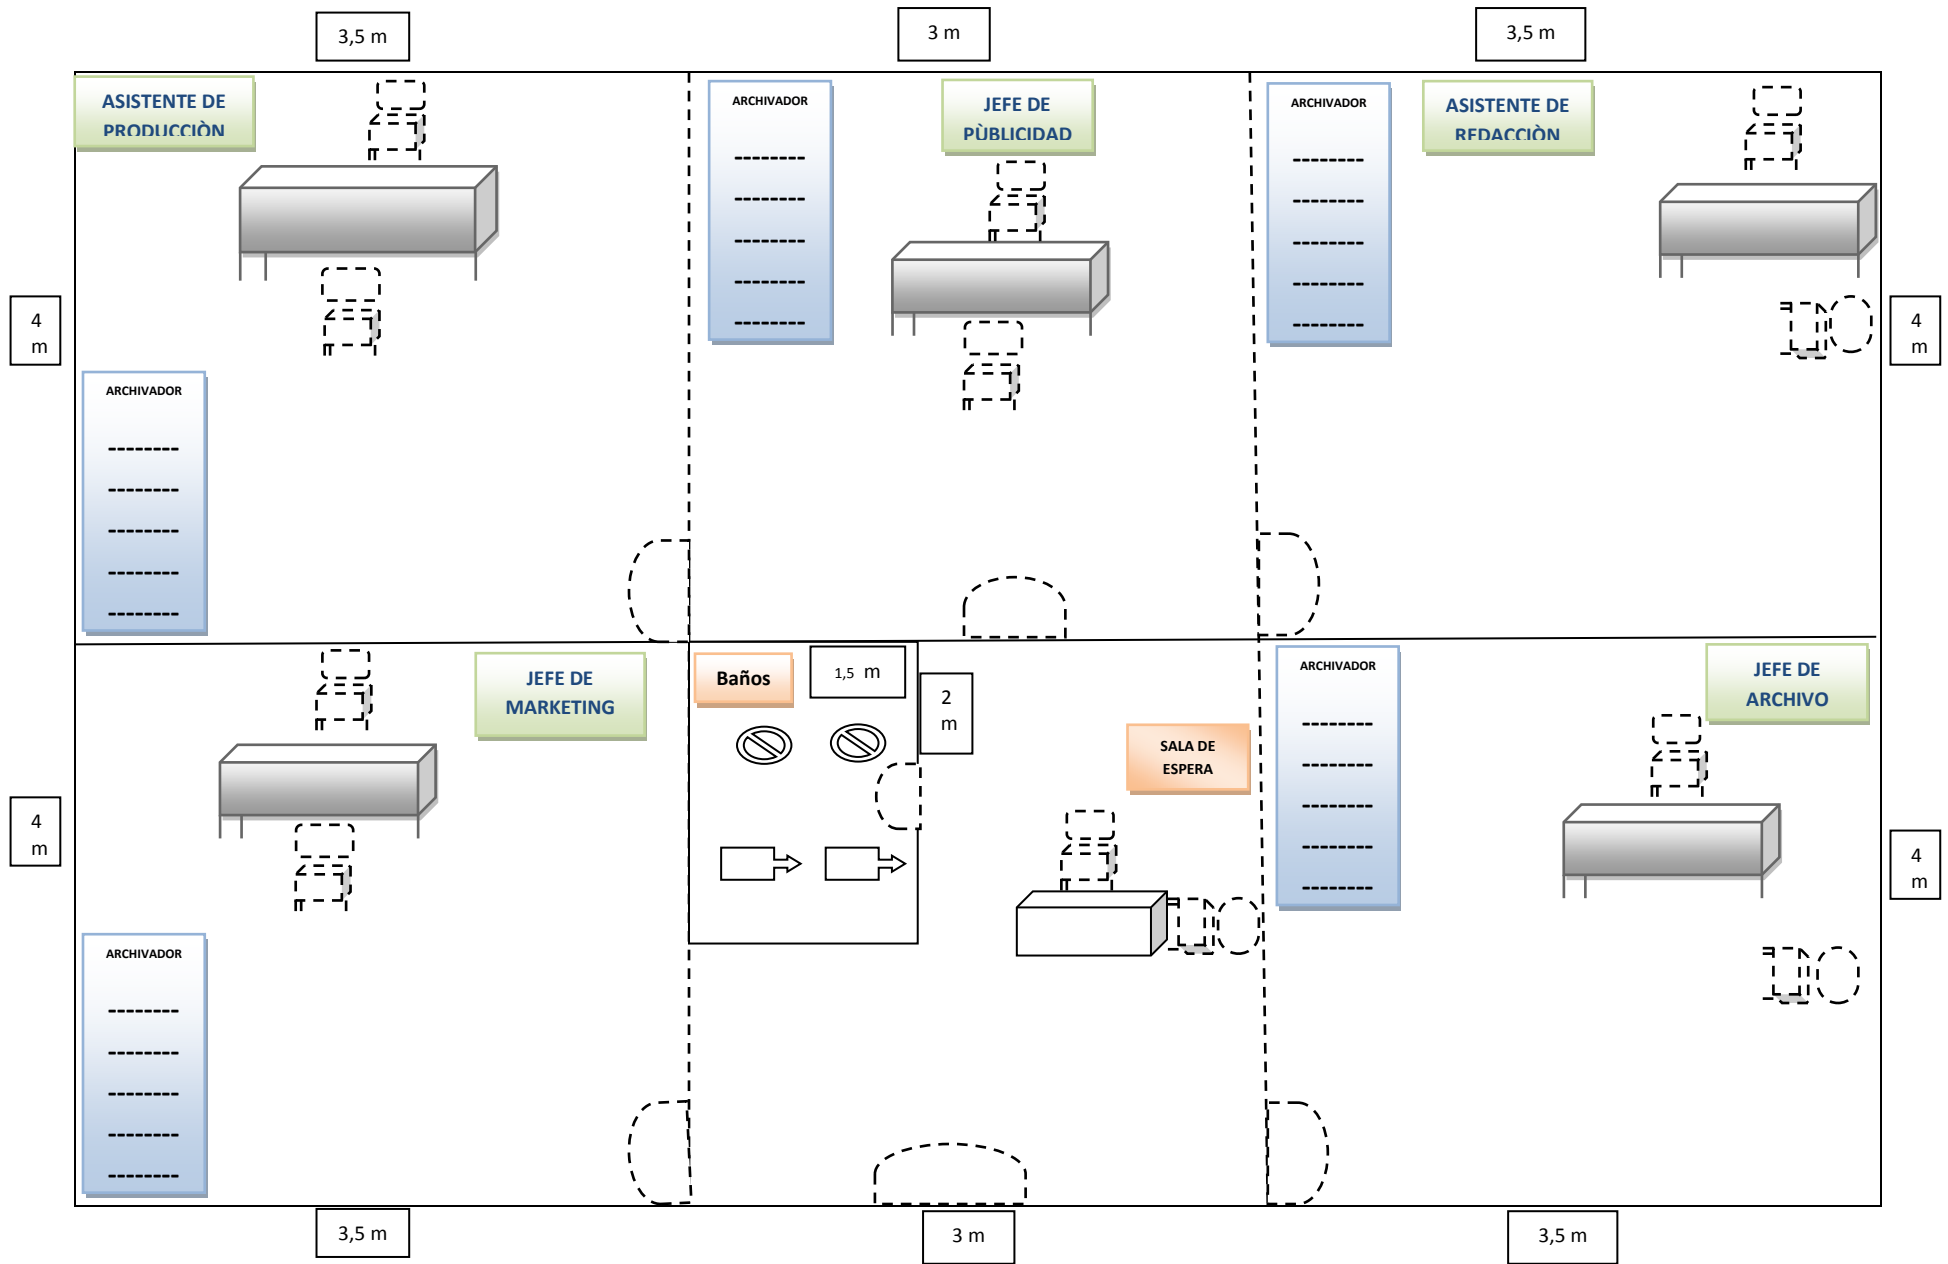 3,5 m
3 m
3,5 m
ASISTENTE DE
PRODUCCIÒN
ARCHIVADOR
--------
--------
--------
--------
--------
JEFE DE
PÙBLICIDAD
ARCHIVADOR
--------
--------
--------
--------
--------
ASISTENTE DE
REDACCIÒN
4
m
4
m
ARCHIVADOR
--------
--------
--------
--------
--------
JEFE DE
MARKETING
Baños
1,5 m
2
m
SALA DE
ESPERA
ARCHIVADOR
--------
--------
--------
--------
--------
JEFE DE
ARCHIVO
4
m
4
m
ARCHIVADOR
--------
--------
--------
--------
--------
3,5 m
3 m
3,5 m